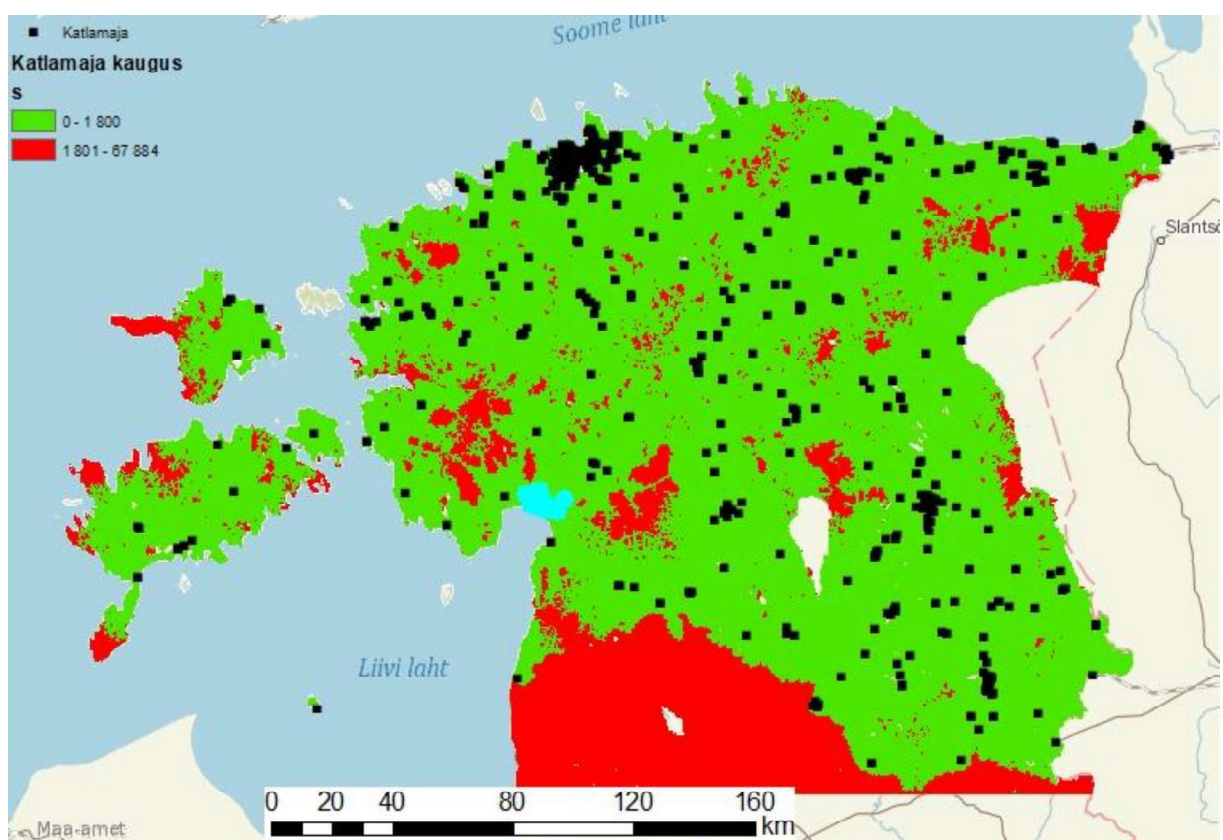 Katlamaja
Katlamaja kaugus
s
0 - 1 800
1 801 - 67 884
Soome laht
Slantsõ
Liivi laht
0 20 40 80 120 160
km
Maa-amet